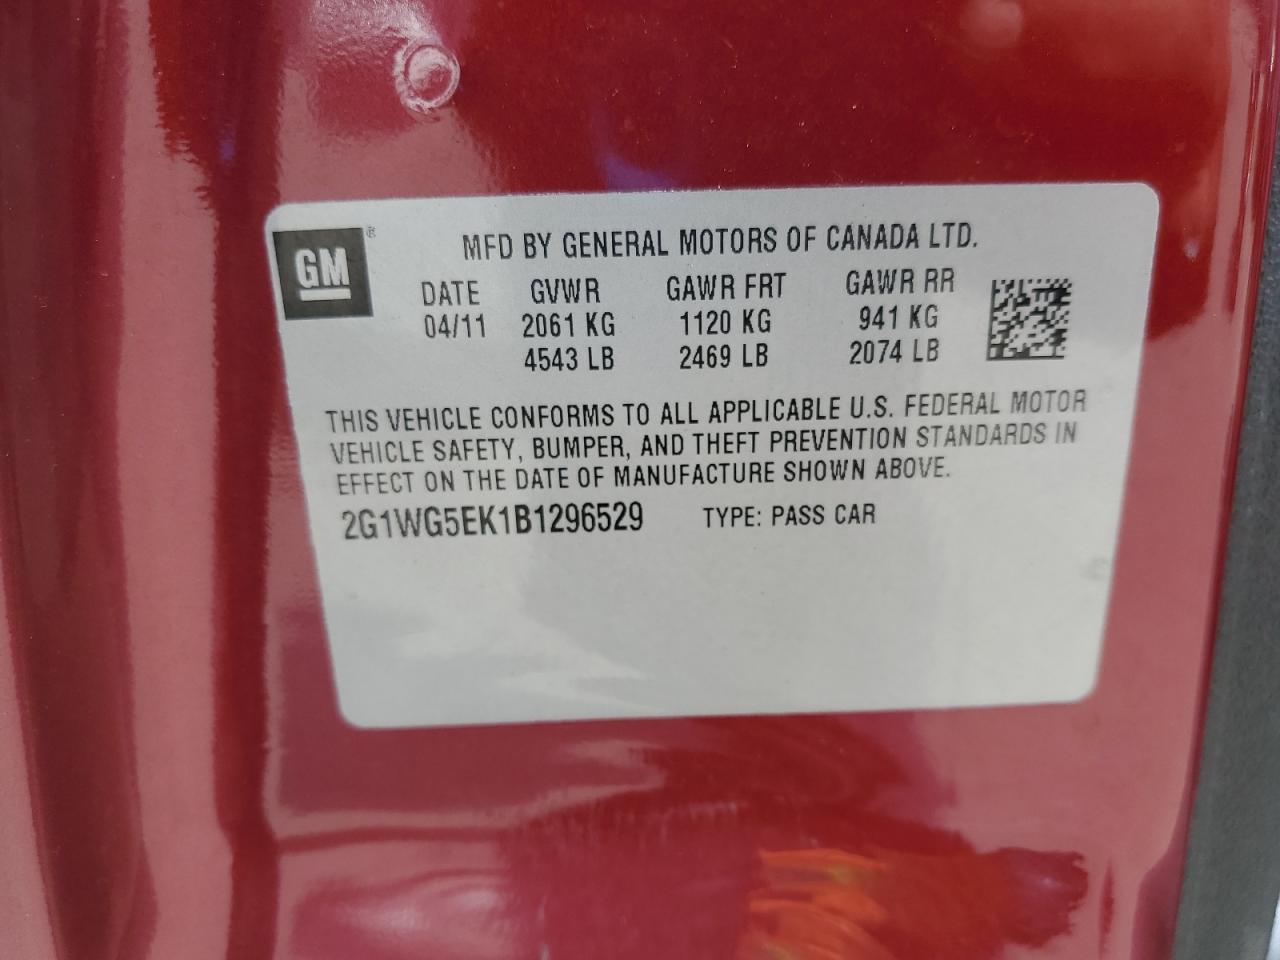 GM®
MFD BY GENERAL MOTORS OF CANADA LTD.
DATE GVWR GAWR FRT GAWR RR
04/11 2061 KG 1120 KG 941 KG
4543 LB 2469 LB 2074 LB
THIS VEHICLE CONFORMS TO ALL APPLICABLE U.S. FEDERAL MOTOR
VEHICLE SAFETY, BUMPER, AND THEFT PREVENTION STANDARDS IN
EFFECT ON THE DATE OF MANUFACTURE SHOWN ABOVE.
2G1WG5EK1B1296529 TYPE: PASS CAR